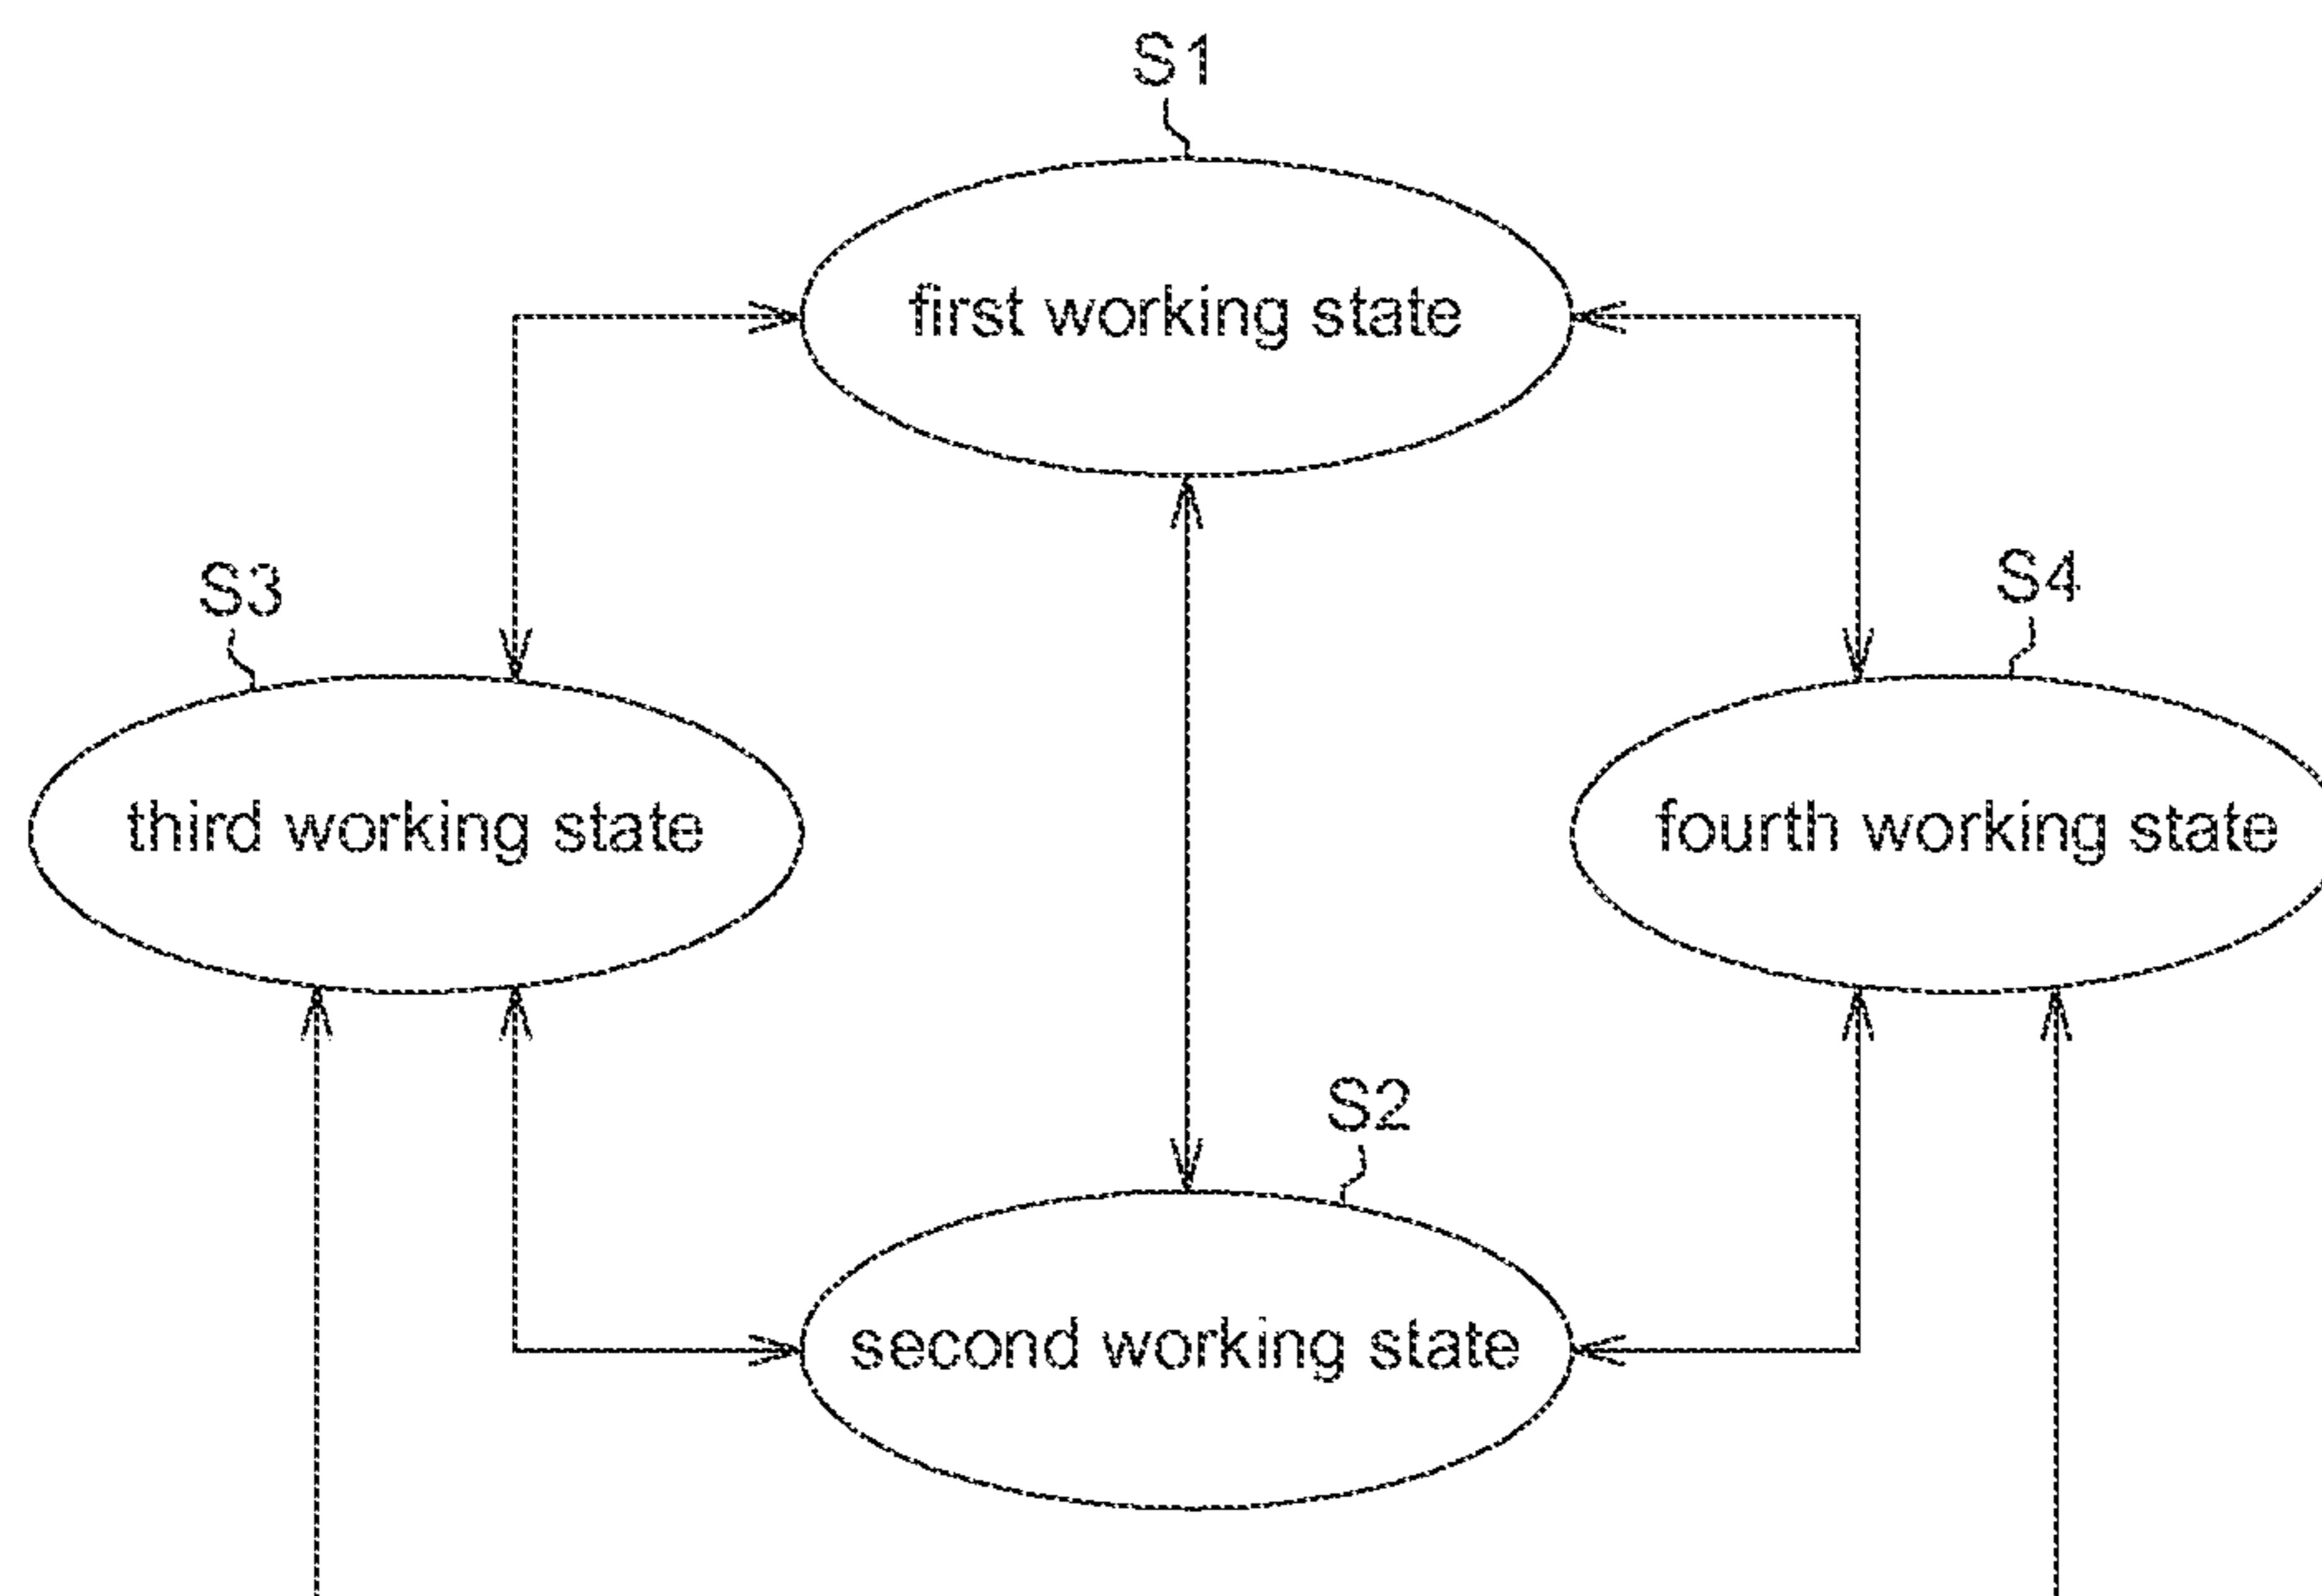 S1
first working state
S3
S4
third working state
fourth working state
S2
second working state